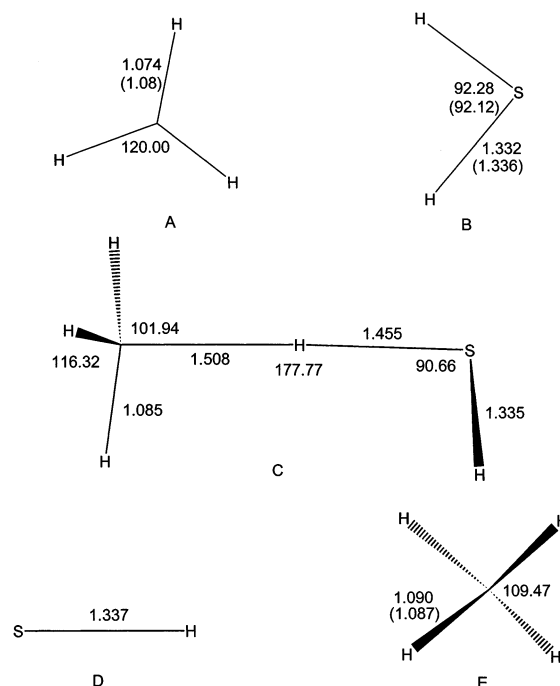 H
1.074
(1.08)
H
120.00
H
A
H
92.28
(92.12)
S
1.332
(1.336)
H
B
H
H
101.94
116.32
1.508
H
177.77
1.455
S
90.66
1.085
1.335
H
H
C
S
1.337
H
D
H
H
1.090
(1.087)
109.47
H
H
E